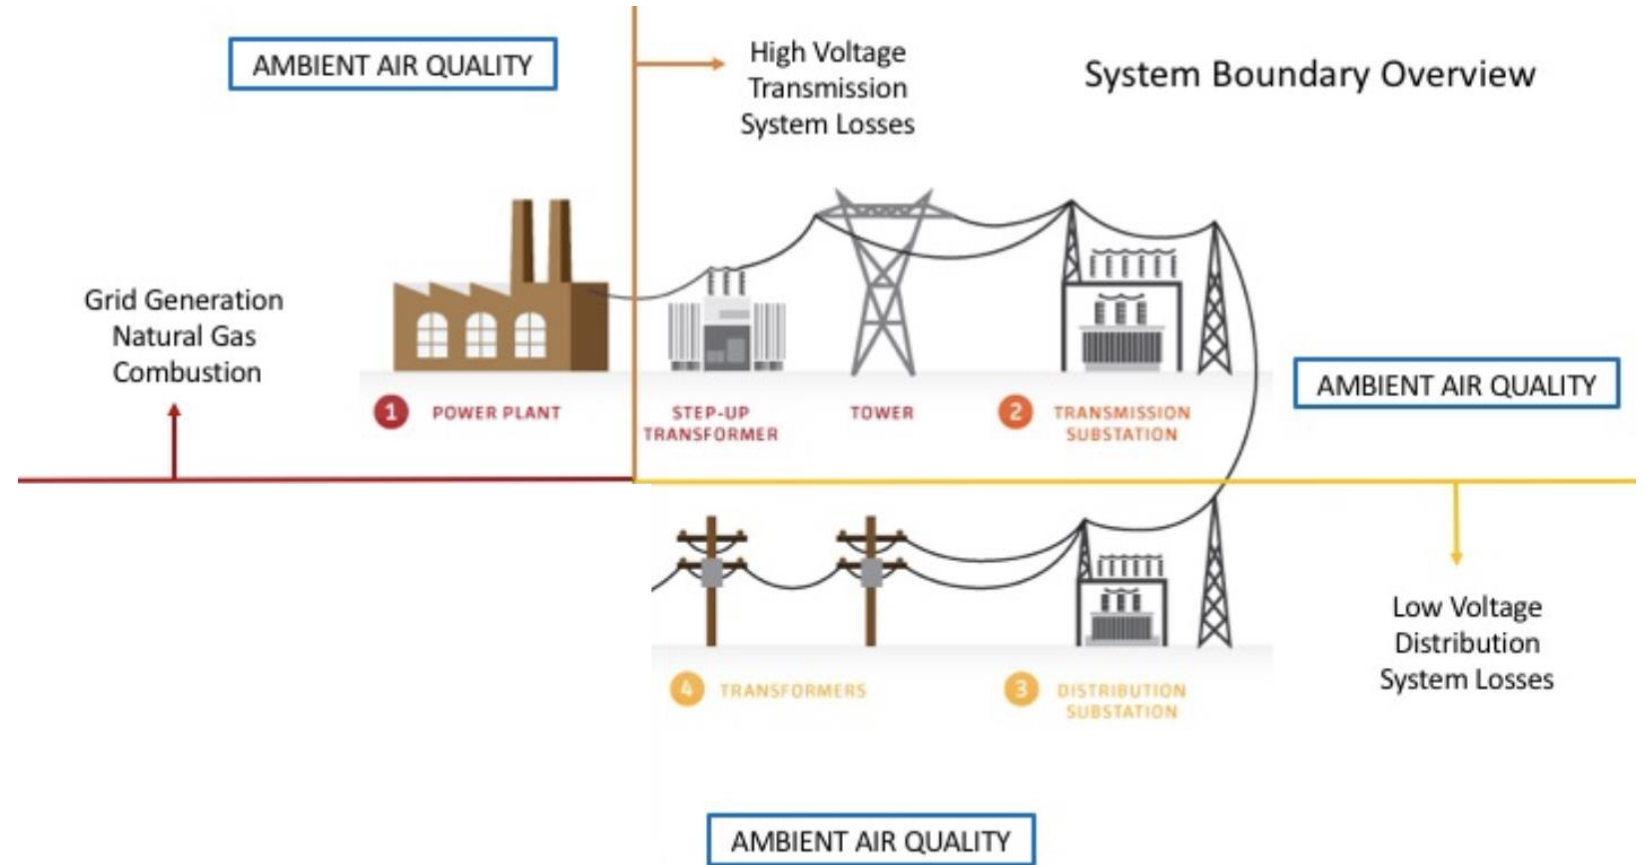 AMBIENT AIR QUALITY
High Voltage
Transmission
System Losses
System Boundary Overview
Grid Generation
Natural Gas
Combustion
AMBIENT AIR QUALITY
1 POWER PLANT
STEP-UP
TRANSFORMER
TOWER
2 TRANSMISSION
SUBSTATION
4 TRANSFORMERS
3 DISTRIBUTION
SUBSTATION
Low Voltage
Distribution
System Losses
AMBIENT AIR QUALITY